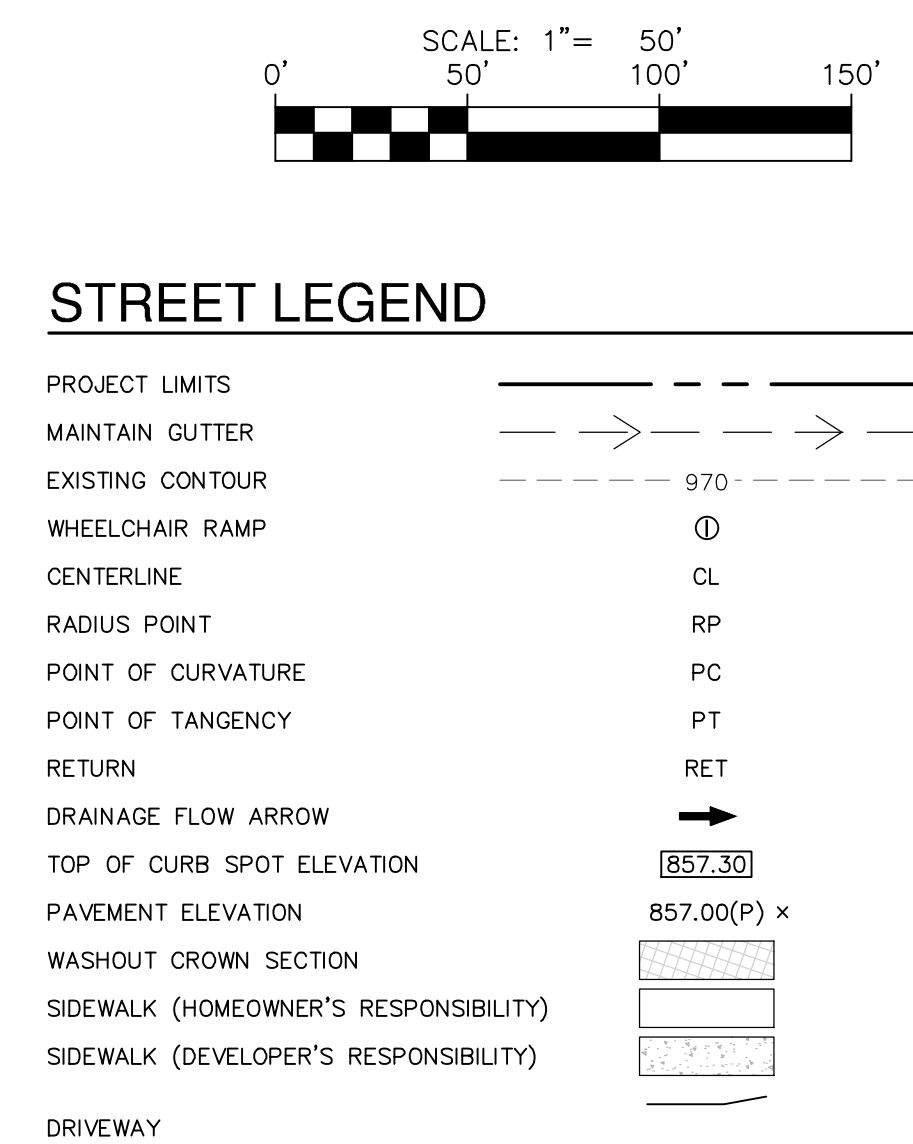 SCALE: 1"= 50'
0' 50' 100' 150'
STREET LEGEND
PROJECT LIMITS
MAINTAIN GUTTER
EXISTING CONTOUR 970
WHEELCHAIR RAMP
CENTERLINE CL
RADIUS POINT RP
POINT OF CURVATURE PC
POINT OF TANGENCY PT
RETURN RET
DRAINAGE FLOW ARROW
TOP OF CURB SPOT ELEVATION 857.30
PAVEMENT ELEVATION 857.00(P) ×
WASHOUT CROWN SECTION
SIDEWALK (HOMEOWNER'S RESPONSIBILITY)
SIDEWALK (DEVELOPER'S RESPONSIBILITY)
DRIVEWAY